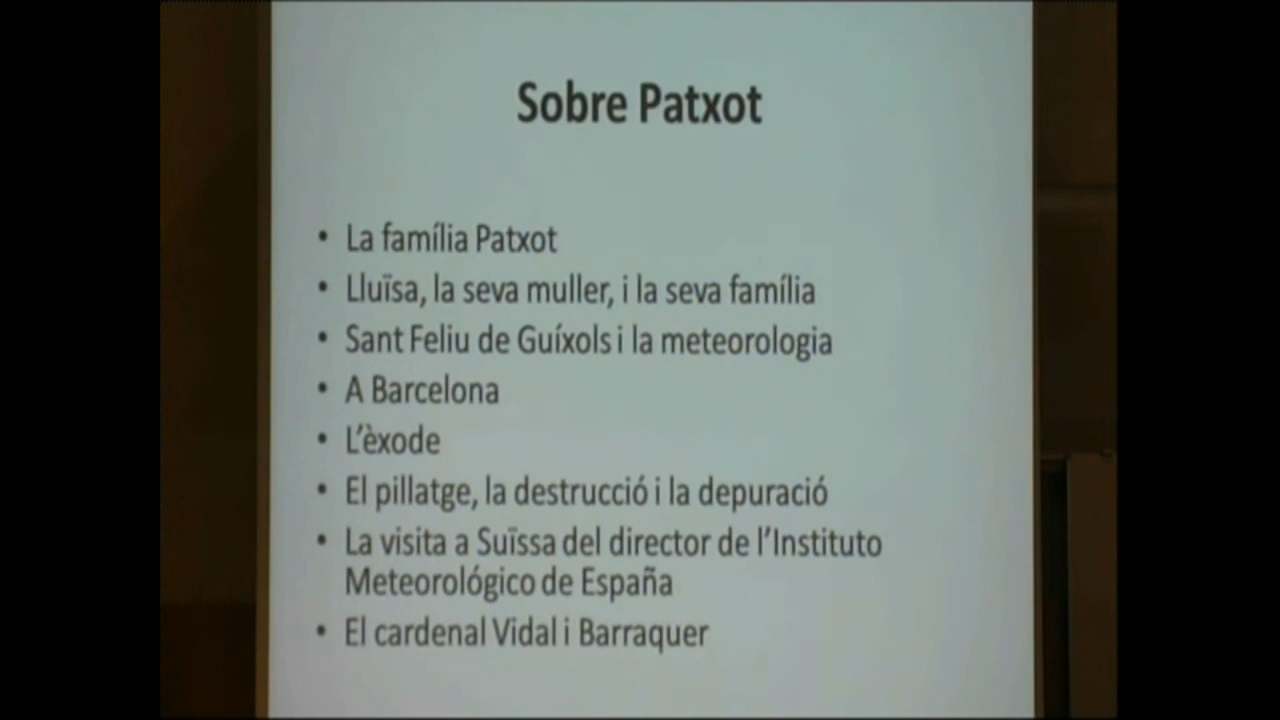 Sobre Patxot
• La família Patxot
• Lluïsa, la seva muller, i la seva família
• Sant Feliu de Guíxols i la meteorologia
• A Barcelona
• L'èxode
• El pillatge, la destrucció i la depuració
• La visita a Suïssa del director de l'Instituto
Meteorológico de España
• El cardenal Vidal i Barraquer